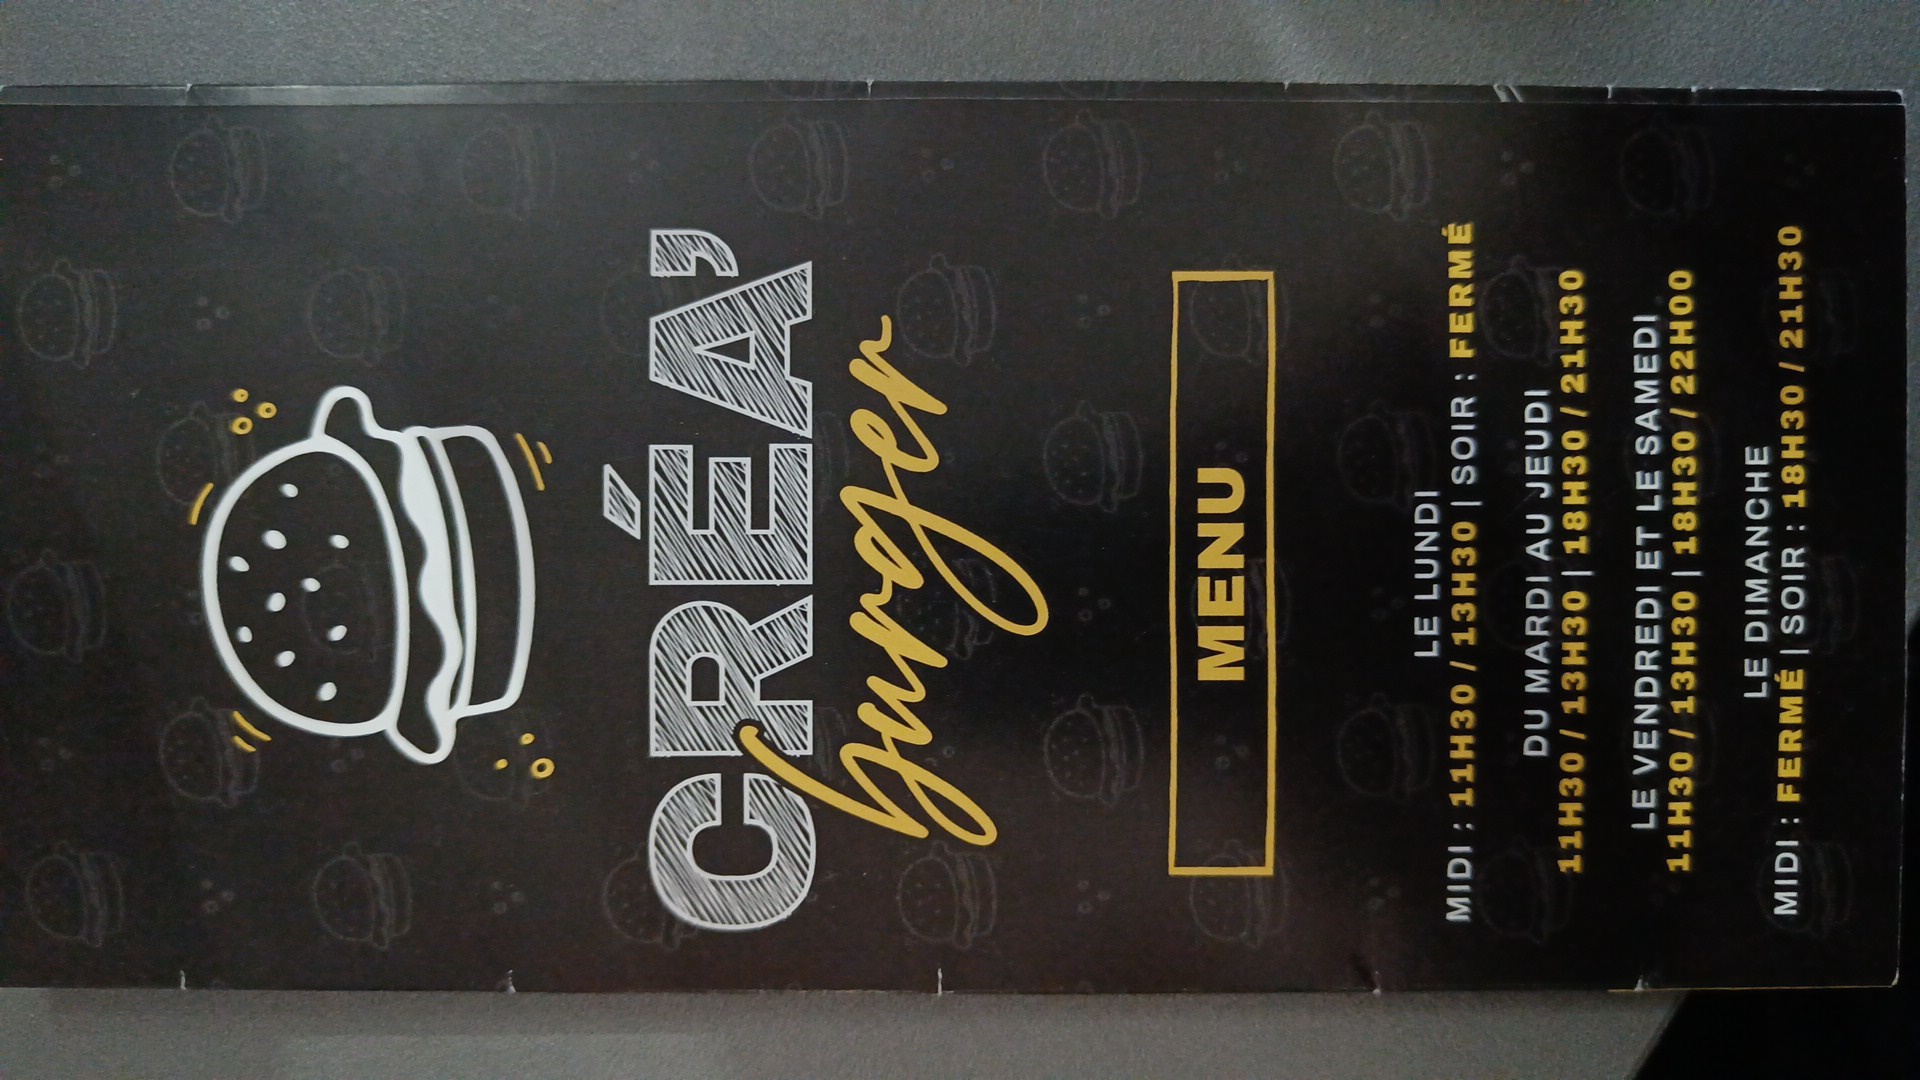 CRÉA'
burger
MENU
LE LUNDI
MIDI : 11H30 / 13H30 | SOIR : FERMÉ
DU MARDI AU JEUDI
11H30 / 13H30 | 18H30 / 21H30
LE VENDREDI ET LE SAMEDI
11H30 / 13H30 | 18H30 / 22H00
LE DIMANCHE
MIDI : FERMÉ | SOIR : 18H30 / 21H30